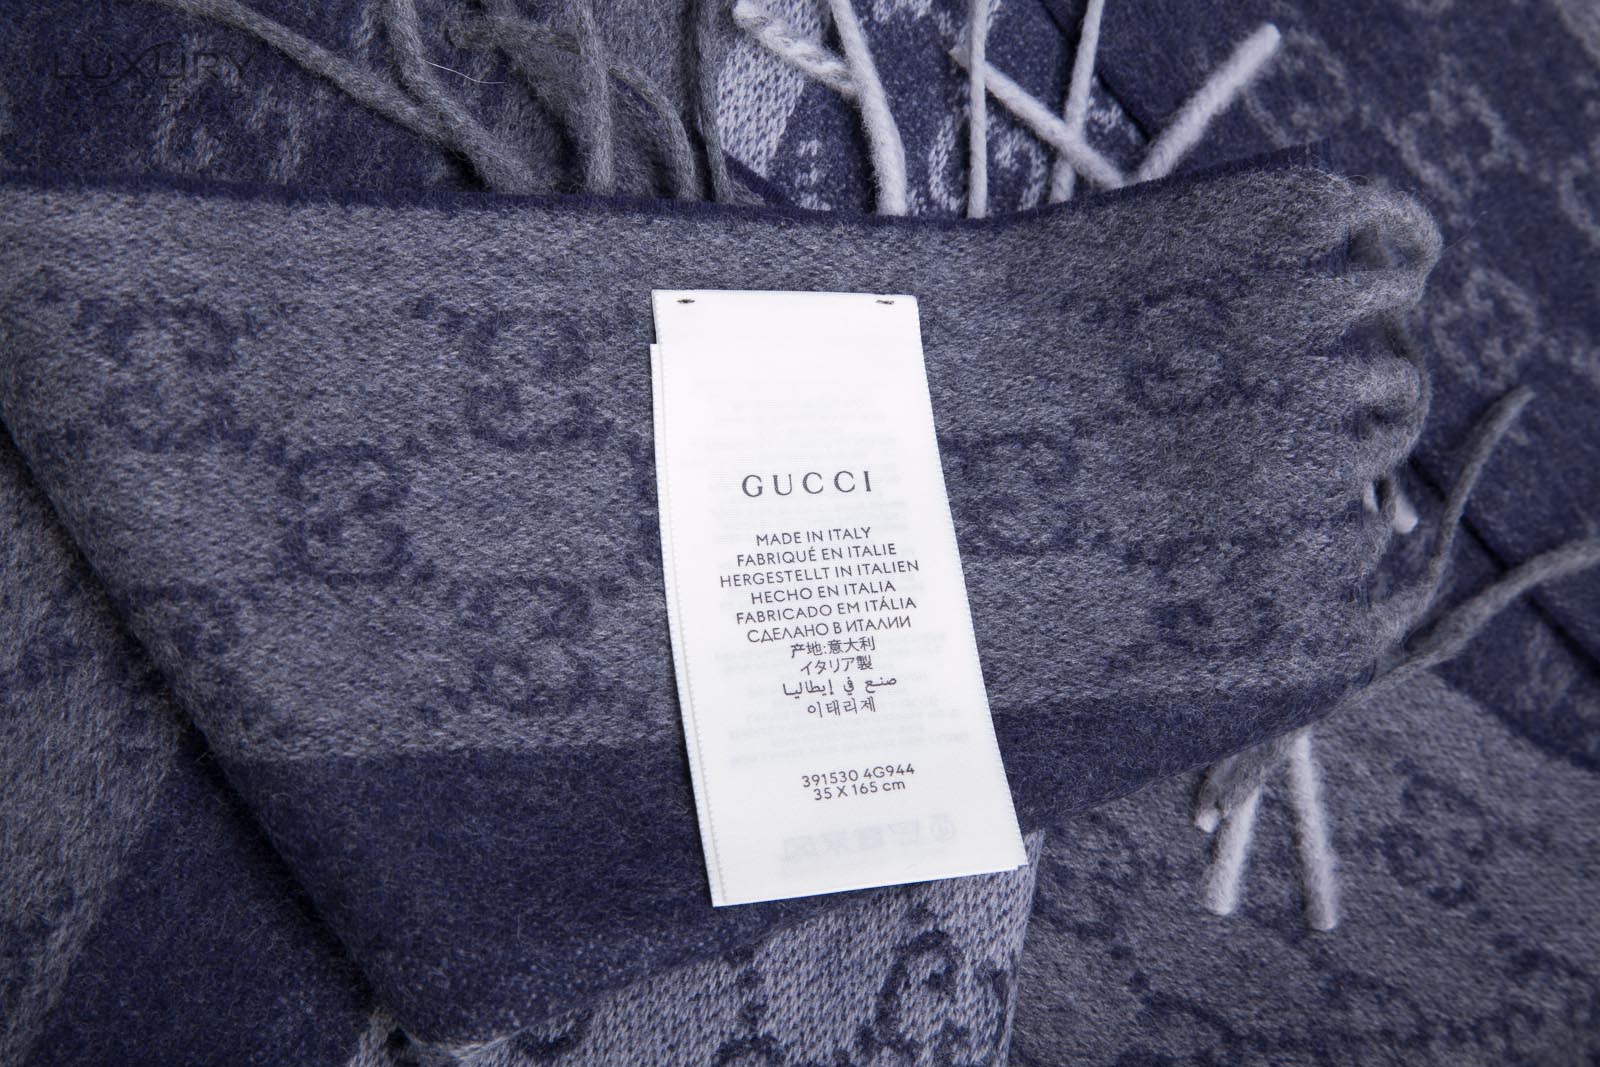 LUXURY
GUCCI
MADE IN ITALY
FABRIQUÉ EN ITALIE
HERGESTELLT IN ITALIEN
HECHO EN ITALIA
FABRICADO EM ITÁLIA
СДЕЛАНО В ИТАЛИИ
产地:意大利
イタリア製
صنع في إيطاليا
이태리제
391530 4G944
35 X 165 cm